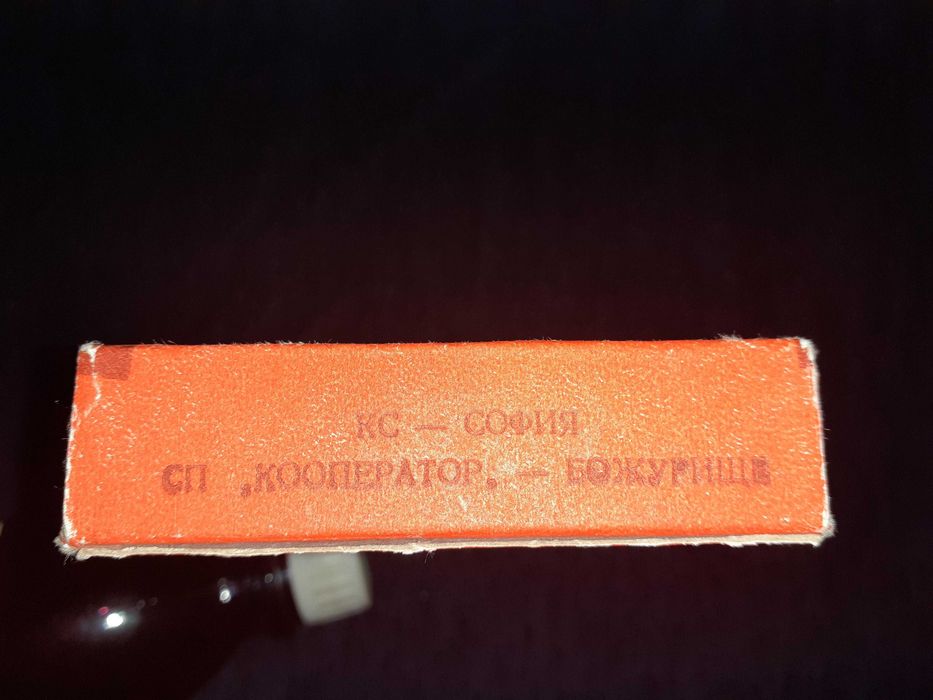 КС — СОФИЯ
СП „КООПЕРАТОР„ — БОЖУРИЩЕ